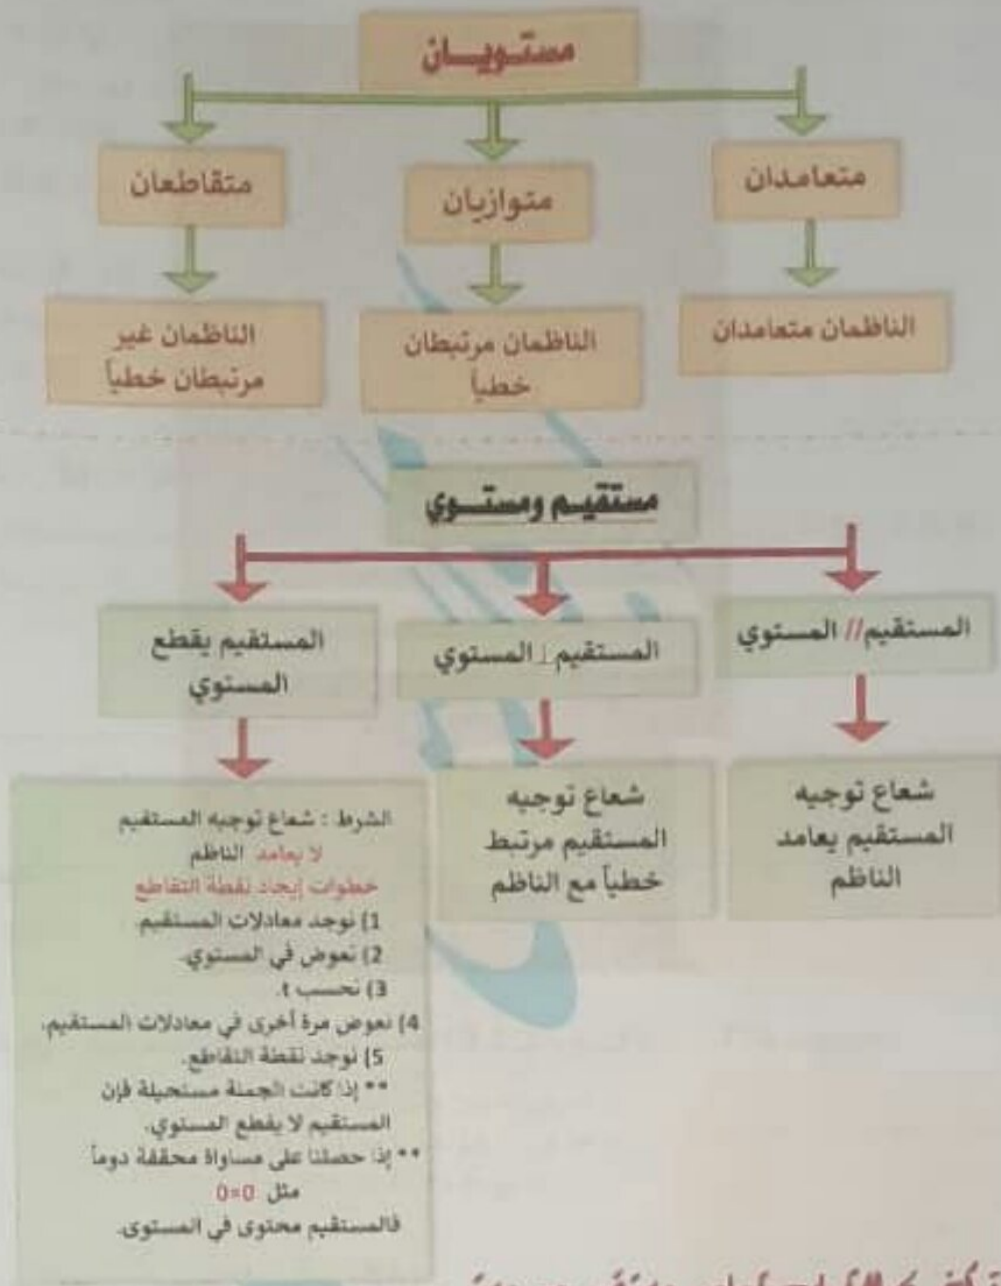 مستويان
متعامدان
متوازيان
متقاطعان
الناظمان متعامدان
الناظمان مرتبطان
خطياً
الناظمان غير
مرتبطان خطياً
مستقيم ومستوي
المستقيم // المستوي
المستقيم ⊥ المستوي
المستقيم يقطع
المستوي
شعاع توجيه
المستقيم يعامد
الناظم
شعاع توجيه
المستقيم مرتبط
خطياً مع الناظم
الشرط : شعاع توجيه المستقيم
لا يعامد الناظم
خطوات إيجاد نقطة التقاطع
1) نوجد معادلات المستقيم.
2) نعوض في المستوي.
3) نحسب t.
4) نعوض مرة أخرى في معادلات المستقيم.
5) نوجد نقطة التقاطع.
** إذا كانت الجملة مستحيلة فإن
المستقيم لا يقطع المستوي.
** إذا حصلنا على مساواة محققة دوماً
مثل 0=0
فالمستقيم محتوى في المستوى.